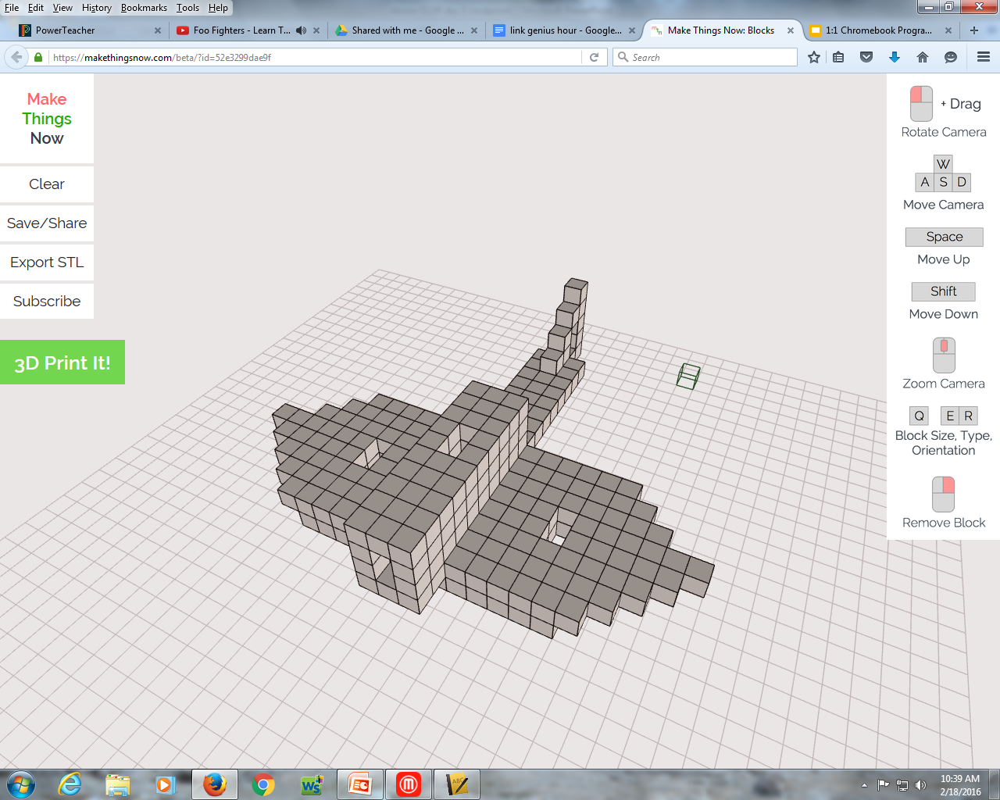 File Edit View History Bookmarks Tools Help
PowerTeacher
Foo Fighters - Learn T...
Shared with me - Google ...
link genius hour - Google...
Make Things Now: Blocks
1:1 Chromebook Progra...
https://makethingsnow.com/beta/?id=52e3299dae9f
Search
Make
Things
Now
Clear
Save/Share
Export STL
Subscribe
3D Print It!
+ Drag
Rotate Camera
W
A S D
Move Camera
Space
Move Up
Shift
Move Down
Zoom Camera
Q E R
Block Size, Type,
Orientation
Remove Block
WS
ABC
10:39 AM
2/18/2016